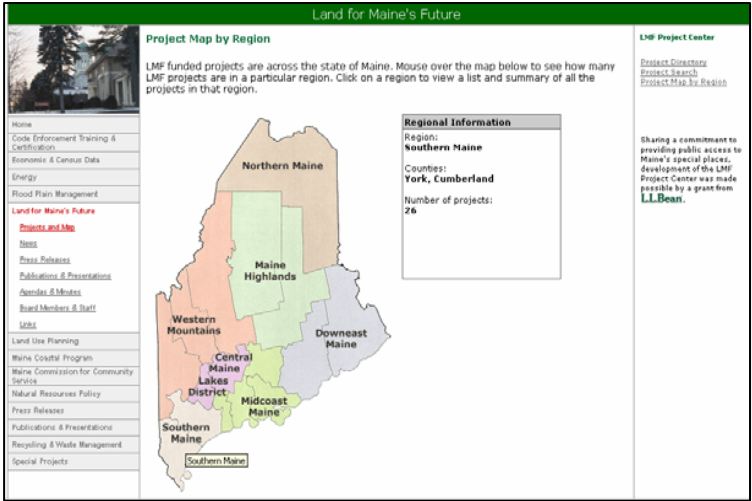 Land for Maine's Future
Home
Code Enforcement Training &
Certification
Economic & Census Data
Energy
Flood Plain Management
Land for Maine's Future
Projects and Map
News
Press Releases
Publications & Presentations
Agendas & Minutes
Board Members & Staff
Links
Land Use Planning
Maine Coastal Program
Maine Commission for Community
Service
Natural Resources Policy
Press Releases
Publications & Presentations
Recycling & Waste Management
Special Projects
Project Map by Region
LMF funded projects are across the state of Maine. Mouse over the map below to see how many
LMF projects are in a particular region. Click on a region to view a list and summary of all the
projects in that region.
Northern Maine
Maine
Highlands
Western
Mountains
Downeast
Maine
Central
Maine
Lakes
District
Midcoast
Maine
Southern
Maine
Southern Maine
Regional Information
Region:
Southern Maine
Counties:
York, Cumberland
Number of projects:
26
LMF Project Center
Project Directory
Project Search
Project Map by Region
Sharing a commitment to
providing public access to
Maine's special places,
development of the LMF
Project Center was made
possible by a grant from
L.L.Bean.